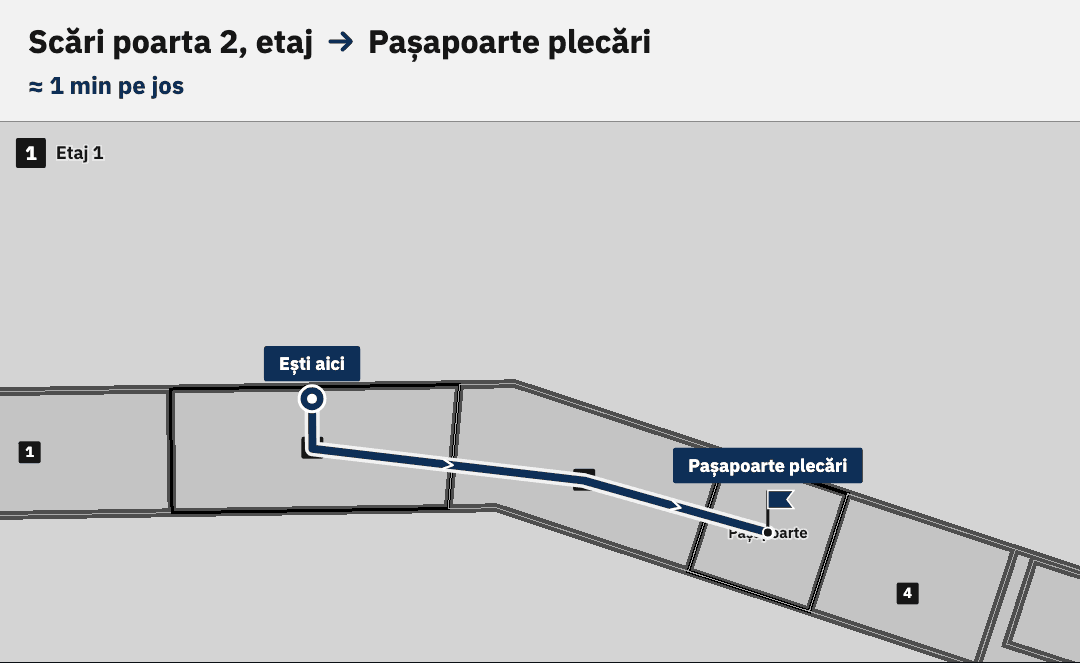 Scări poarta 2, etaj → Pașapoarte plecări
≈ 1 min pe jos
1 Etaj 1
Ești aici
1
Pașapoarte plecări
4